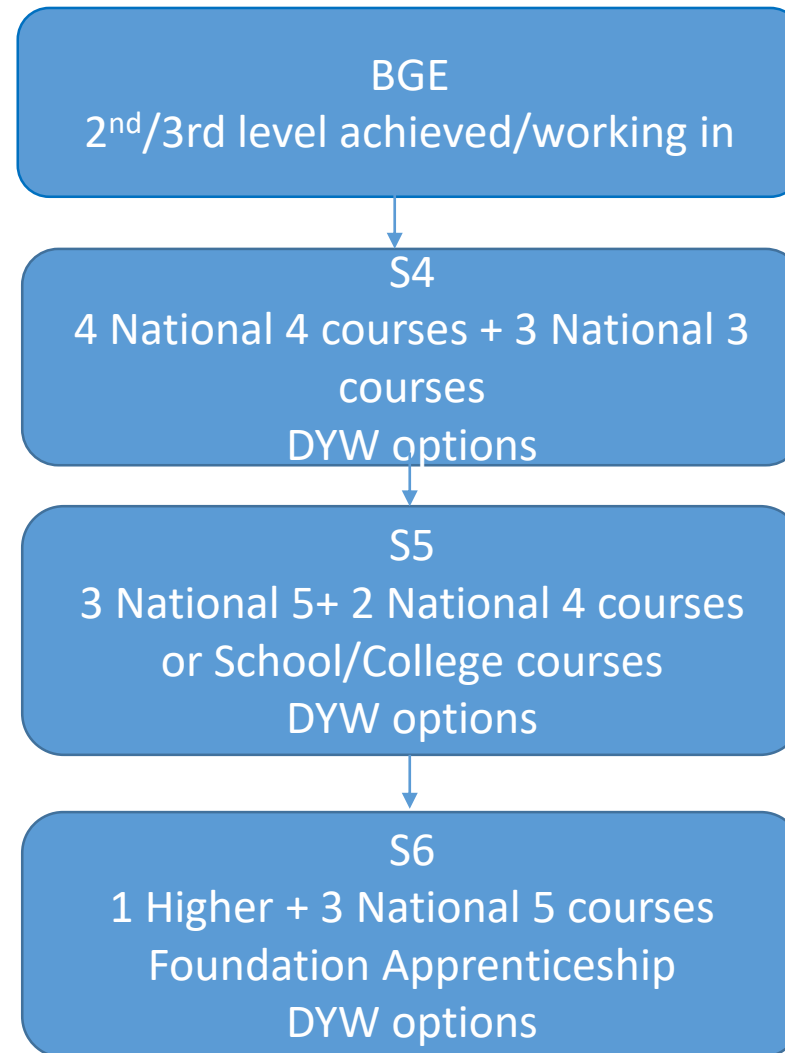 BGE
2nd/3rd level achieved/working in
S4
4 National 4 courses + 3 National 3
courses
DYW options
S5
3 National 5+ 2 National 4 courses
or School/College courses
DYW options
S6
1 Higher + 3 National 5 courses
Foundation Apprenticeship
DYW options